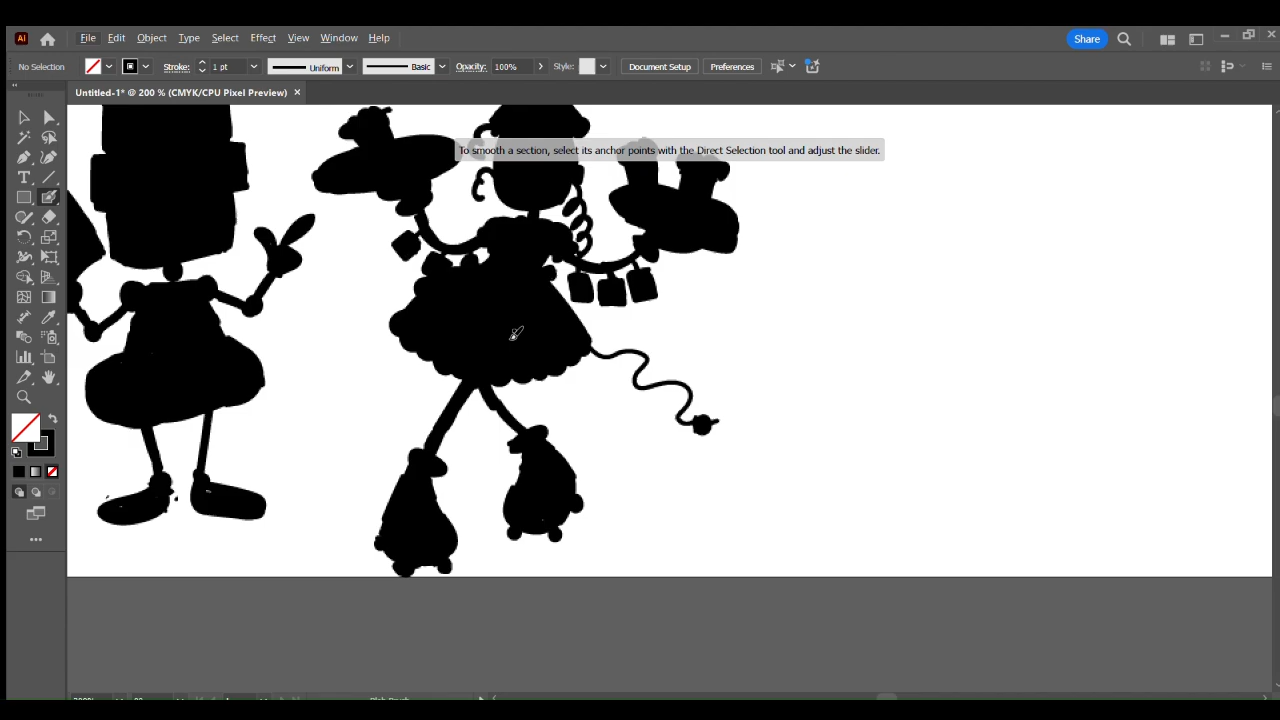 Ai File Edit Object Type Select Effect View Window Help Share
No Selection Stroke: 1 pt Uniform Basic Opacity: 100% Style: Document Setup Preferences
Untitled-1* @ 200 % (CMYK/CPU Pixel Preview) ×
To smooth a section, select its anchor points with the Direct Selection tool and adjust the slider.